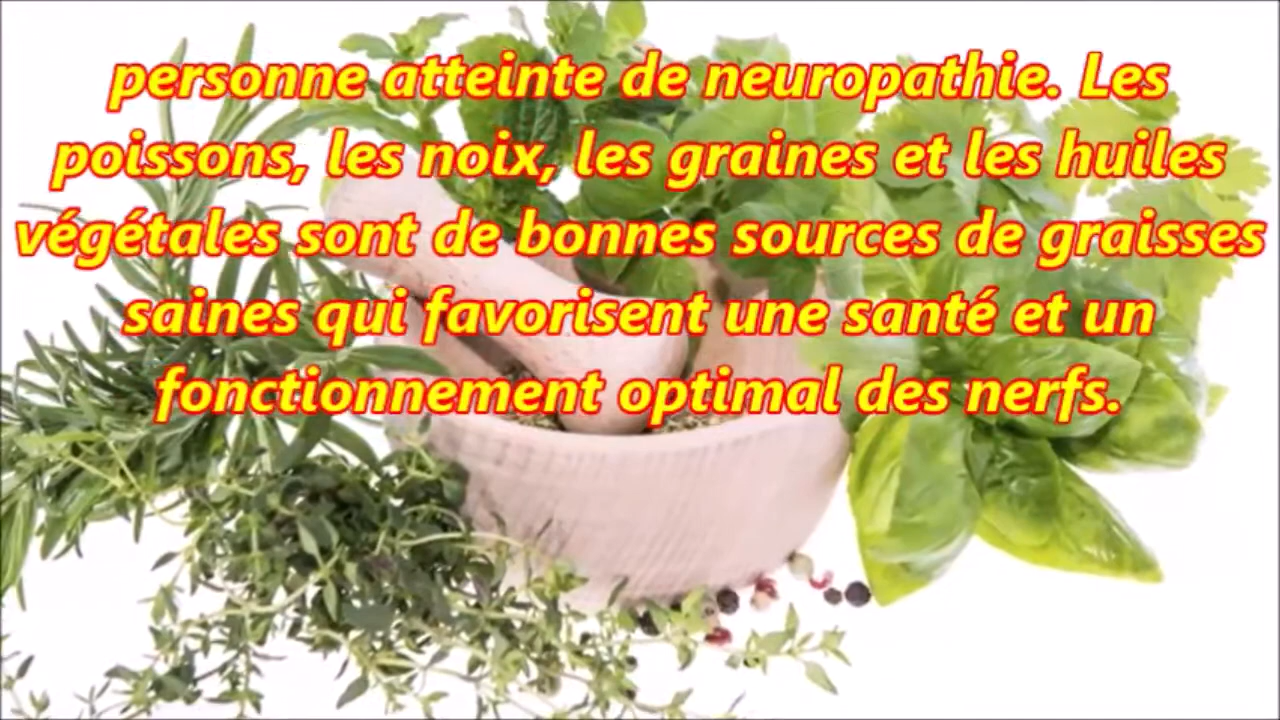 personne atteinte de neuropathie. Les
poissons, les noix, les graines et les huiles
végétales sont de bonnes sources de graisses
saines qui favorisent une santé et un
fonctionnement optimal des nerfs.